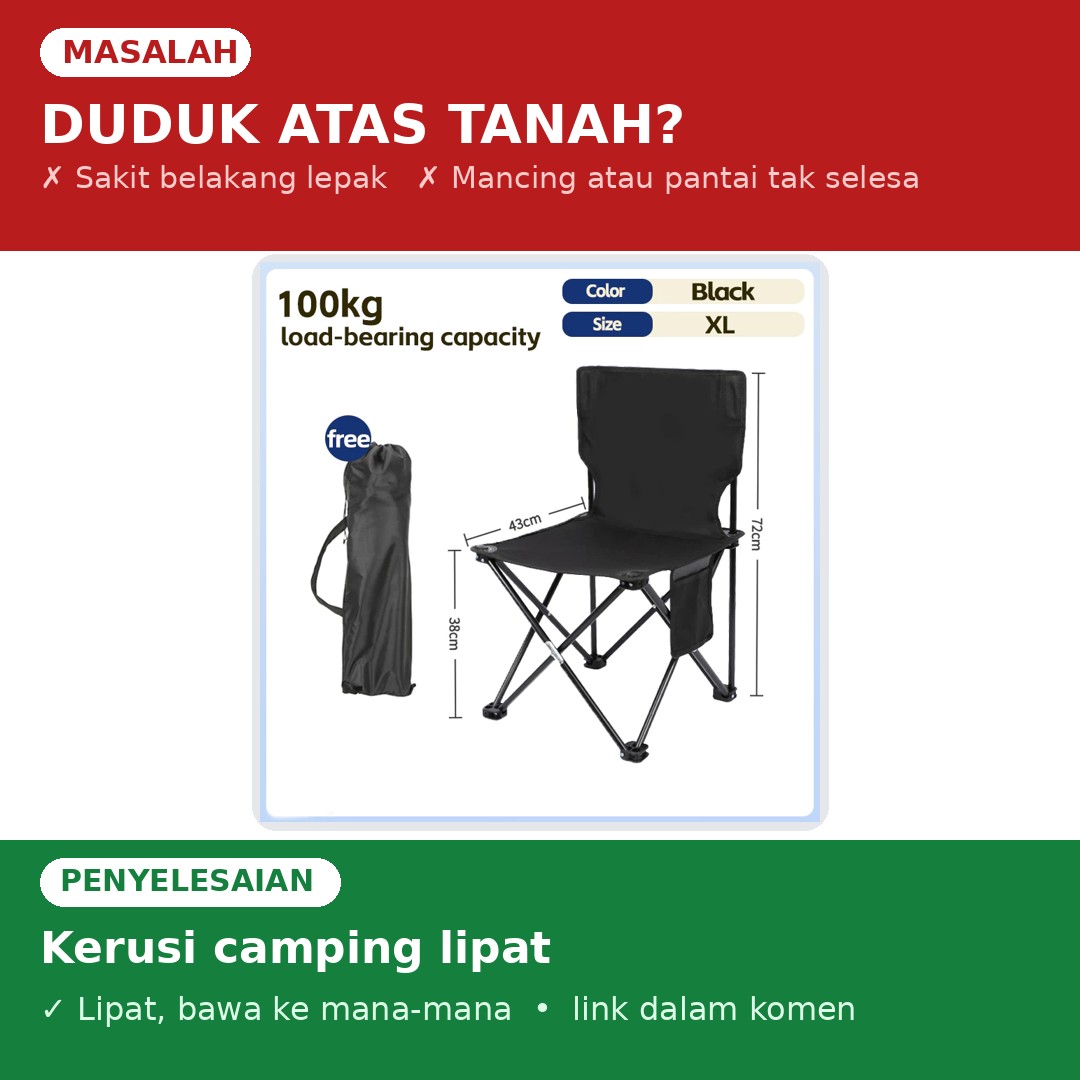 MASALAH
DUDUK ATAS TANAH?
✗ Sakit belakang lepak ✗ Mancing atau pantai tak selesa
100kg
load-bearing capacity
Color Black
Size XL
free
43cm
72cm
38cm
PENYELESAIAN
Kerusi camping lipat
✓ Lipat, bawa ke mana-mana • link dalam komen